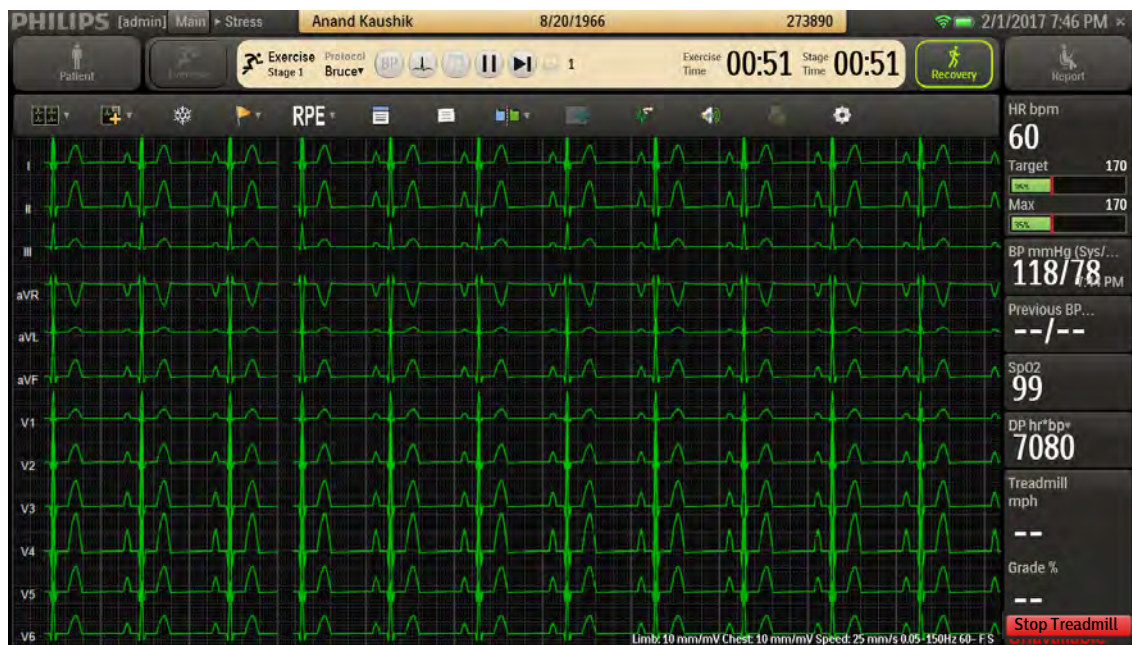 PHILIPS [admin] Main ▸ Stress Anand Kaushik 8/20/1966 273890 2/1/2017 7:46 PM ×
Patient
Exercise
Exercise
Stage 1
Protocol
Bruce▾
BP
1
Exercise
Time
00:51
Stage
Time
00:51
Recovery
Report
RPE
HR bpm
60
Target 170
35%
Max 170
35%
BP mmHg (Sys/...
118/78
PM
Previous BP...
--/--
SpO2
99
DP hr*bp
7080
Treadmill
mph
--
Grade %
--
Stop Treadmill
I
II
III
aVR
aVL
aVF
V1
V2
V3
V4
V5
V6
Limb: 10 mm/mV Chest: 10 mm/mV Speed: 25 mm/s 0.05-150Hz 60~ F S